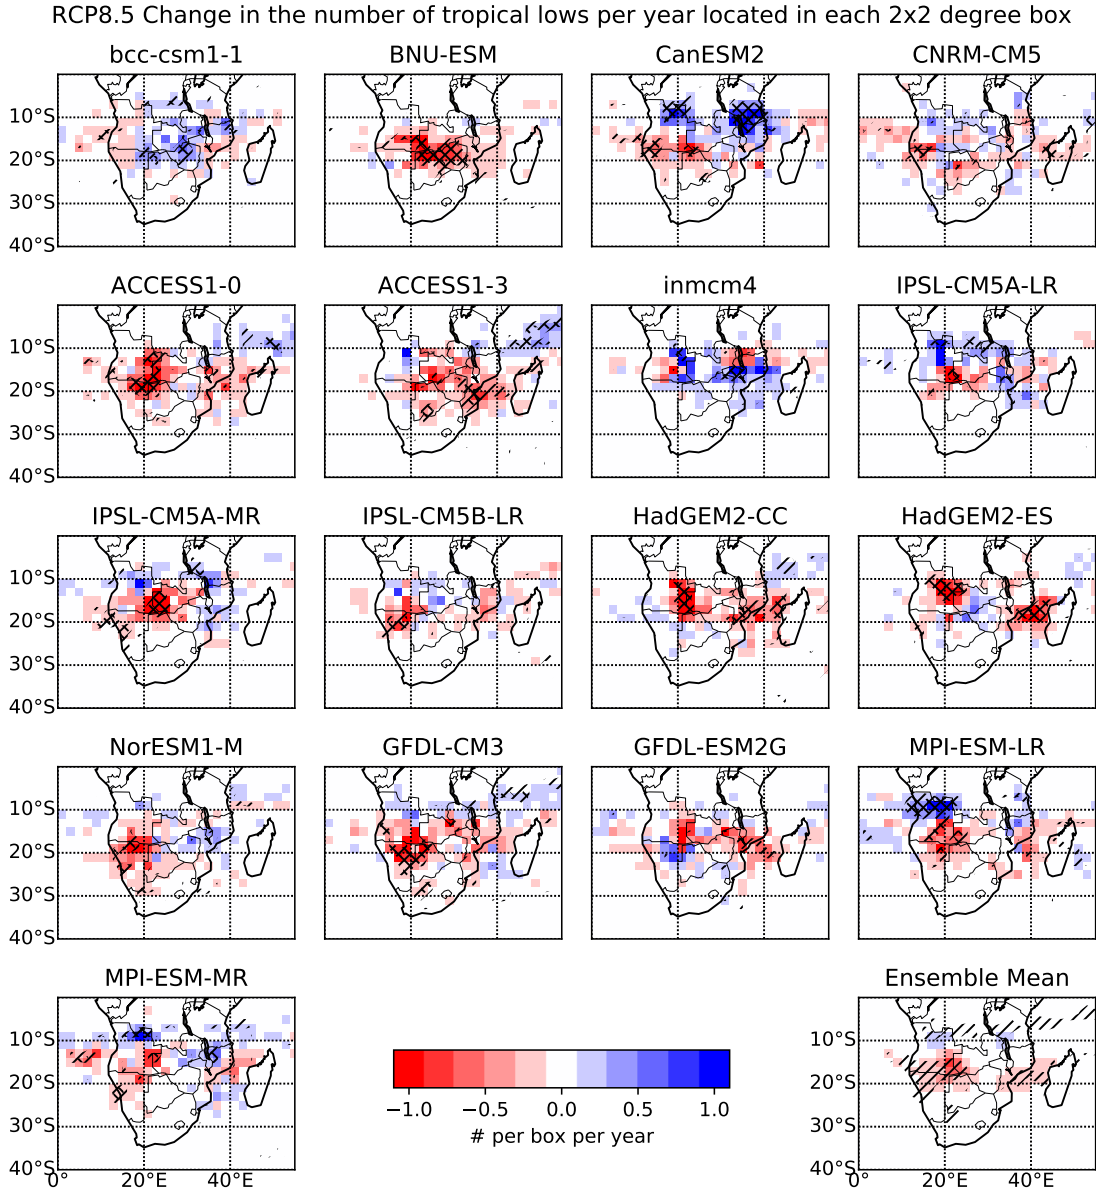 RCP8.5 Change in the number of tropical lows per year located in each 2x2 degree box
bcc-csm1-1 BNU-ESM CanESM2 CNRM-CM5
10°S
20°S
30°S
40°S
ACCESS1-0 ACCESS1-3 inmcm4 IPSL-CM5A-LR
10°S
20°S
30°S
40°S
IPSL-CM5A-MR IPSL-CM5B-LR HadGEM2-CC HadGEM2-ES
10°S
20°S
30°S
40°S
NorESM1-M GFDL-CM3 GFDL-ESM2G MPI-ESM-LR
10°S
20°S
30°S
40°S
MPI-ESM-MR Ensemble Mean
10°S 10°S
20°S 20°S
30°S 30°S
40°S 40°S
0° 20°E 40°E 0° 20°E 40°E
−1.0 −0.5 0.0 0.5 1.0
# per box per year